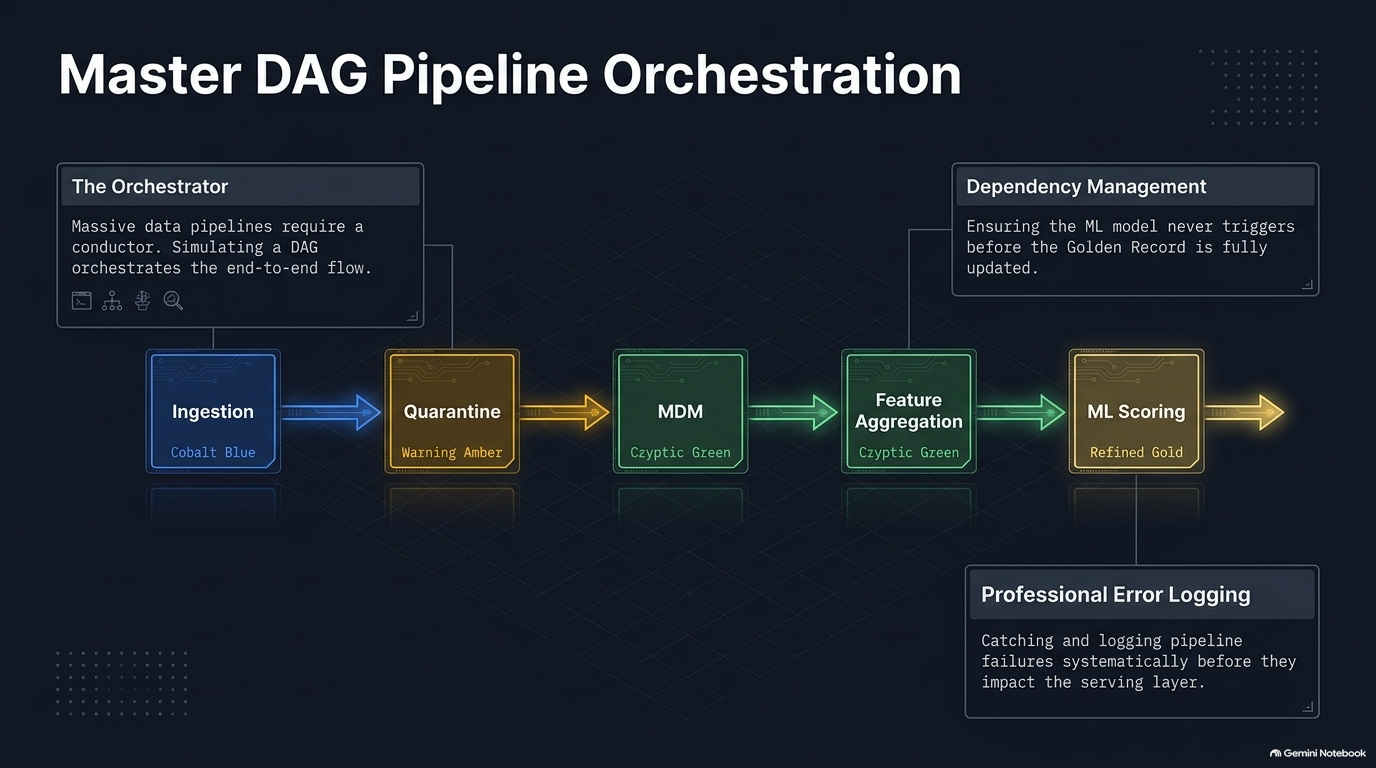 Master DAG Pipeline Orchestration
The Orchestrator
Massive data pipelines require a
conductor. Simulating a DAG
orchestrates the end-to-end flow.
Dependency Management
Ensuring the ML model never triggers
before the Golden Record is fully
updated.
Ingestion
Cobalt Blue
Quarantine
Warning Amber
MDM
Czyptic Green
Feature
Aggregation
Czyptic Green
ML Scoring
Refined Gold
Professional Error Logging
Catching and logging pipeline
failures systematically before they
impact the serving layer.
Gemini Notebook